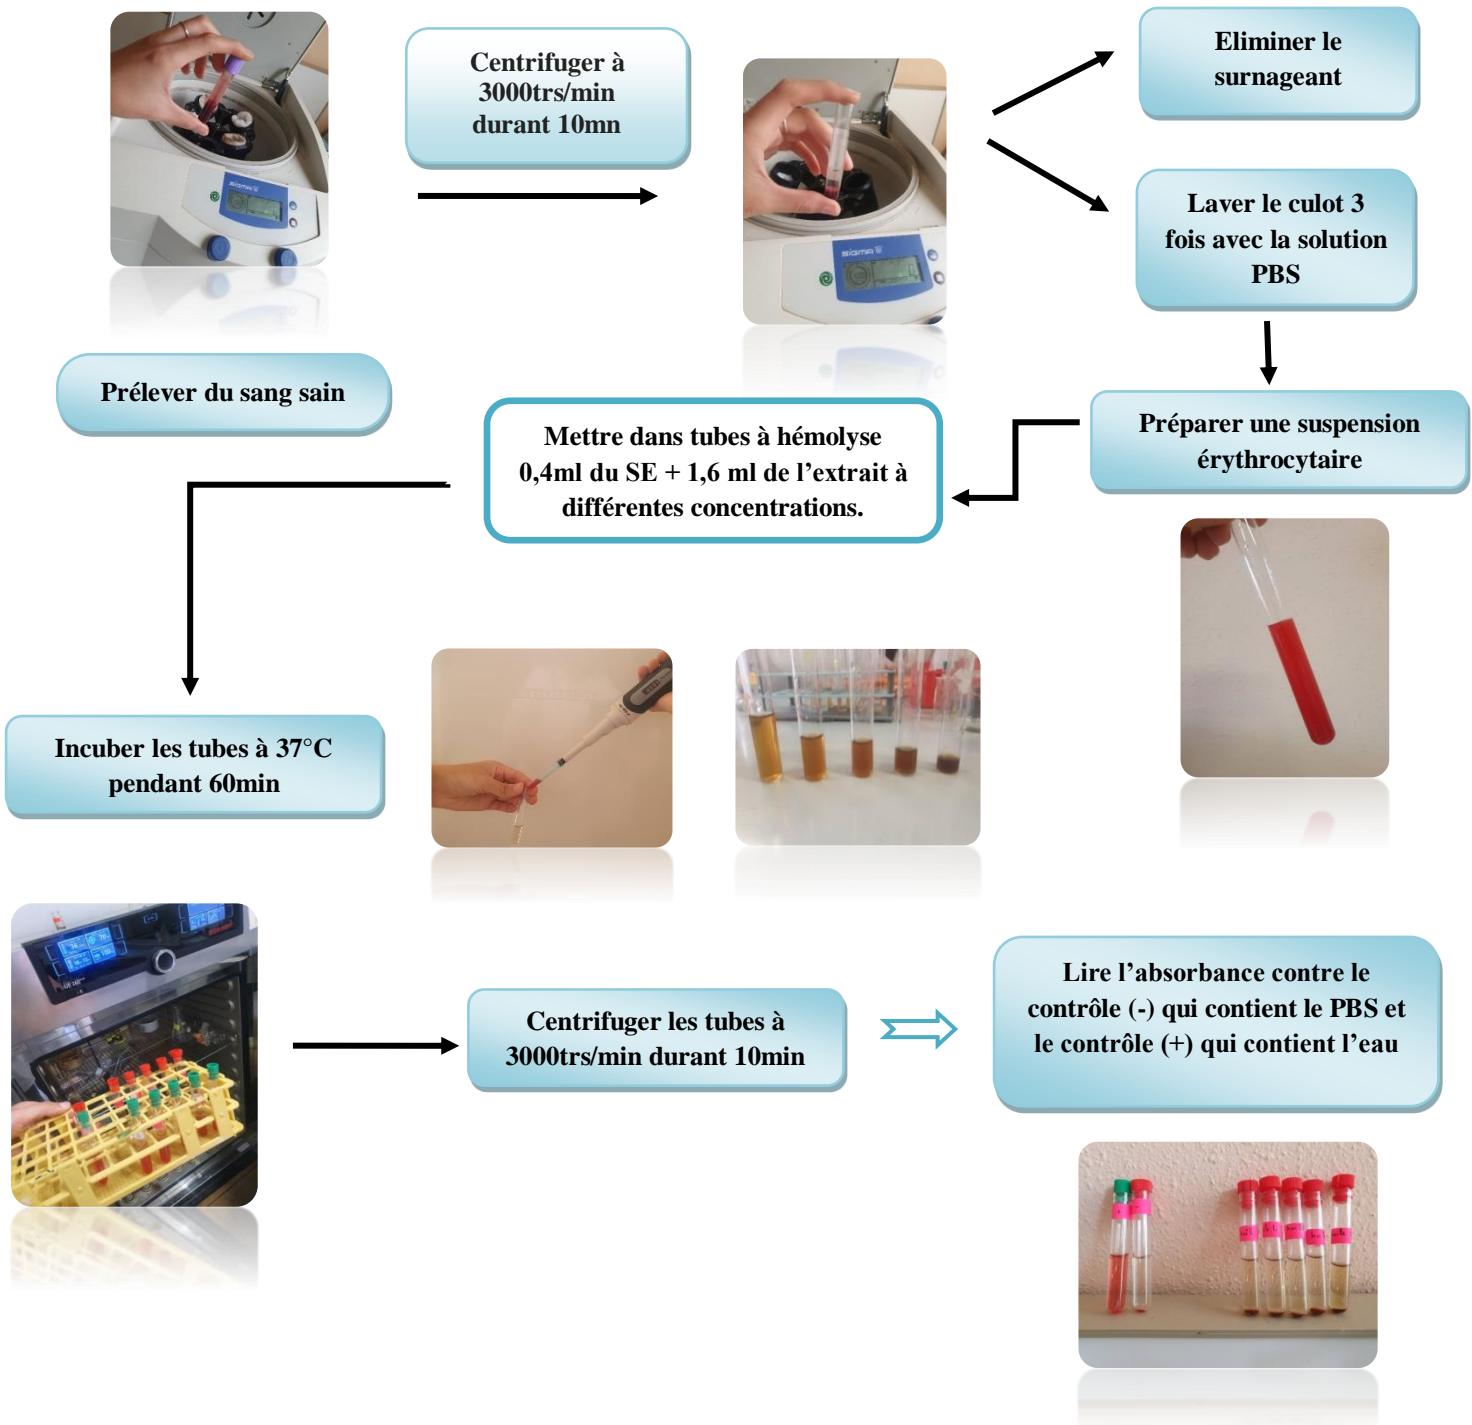 Centrifuger à
3000trs/min
durant 10mn
Eliminer le
surnageant
Laver le culot 3
fois avec la solution
PBS
Prélever du sang sain
Préparer une suspension
érythrocytaire
Mettre dans tubes à hémolyse
0,4ml du SE + 1,6 ml de l’extrait à
différentes concentrations.
Incuber les tubes à 37°C
pendant 60min
Centrifuger les tubes à
3000trs/min durant 10min
Lire l’absorbance contre le
contrôle (-) qui contient le PBS et
le contrôle (+) qui contient l’eau
SIGMA
SIGMA